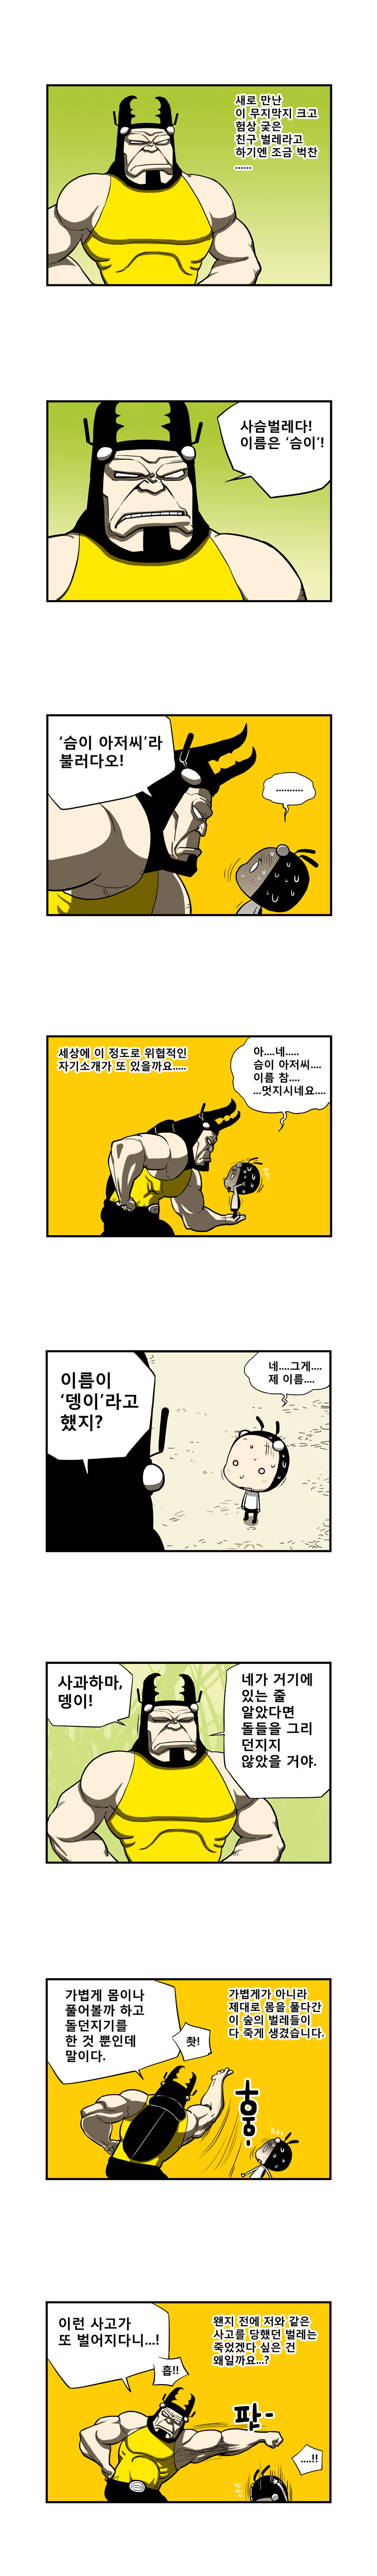 새로 만난
이 무지막지 크고
험상 궂은
친구 벌레라고
하기엔 조금 벅찬
......
사슴벌레다!
이름은 ‘슴이’!
‘슴이 아저씨’라
불러다오!
..........
세상에 이 정도로 위협적인
자기소개가 또 있을까요.....
아....네.....
슴이 아저씨....
이름 참....
...멋지시네요....
이름이
‘뎅이’라고
했지?
네....그게....
제 이름....
사과하마,
뎅이!
네가 거기에
있는 줄
알았다면
돌들을 그리
던지지
않았을 거야.
가볍게 몸이나
풀어볼까 하고
돌던지기를
한 것 뿐인데
말이다.
촷!
가볍게가 아니라
제대로 몸을 풀다간
이 숲의 벌레들이
다 죽게 생겼습니다.
후웅-
이런 사고가
또 벌어지다니...!
흡!!
왠지 전에 저와 같은
사고를 당했던 벌레는
죽었겠다 싶은 건
왜일까요...?
팟-
....!!